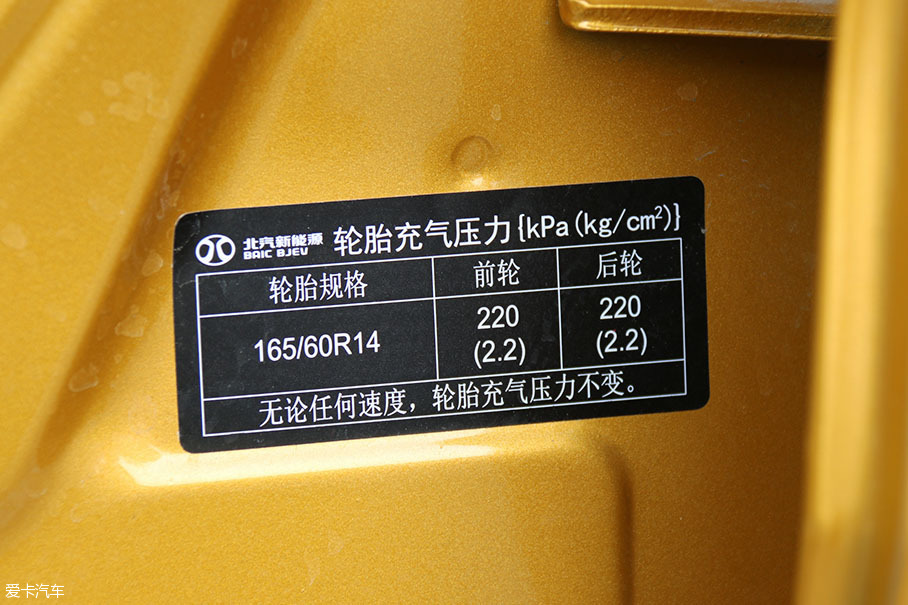 北汽新能源
BAIC BJEV
轮胎充气压力{kPa(kg/cm²)}
轮胎规格 前轮 后轮
165/60R14 220 220
(2.2) (2.2)
无论任何速度，轮胎充气压力不变。
爱卡汽车